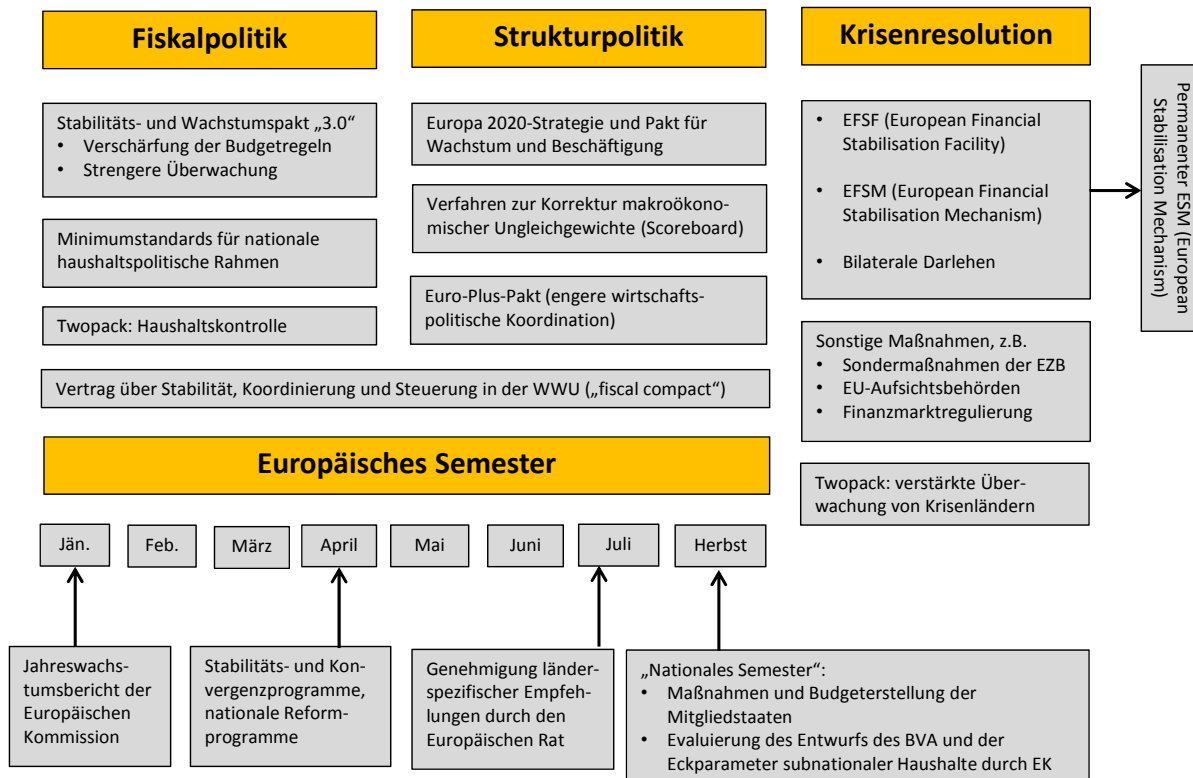 Fiskalpolitik
Stabilitäts- und Wachstumspakt „3.0“
• Verschärfung der Budgetregeln
• Strengere Überwachung
Minimumstandards für nationale
haushaltspolitische Rahmen
Twopack: Haushaltskontrolle
Strukturpolitik
Europa 2020-Strategie und Pakt für
Wachstum und Beschäftigung
Verfahren zur Korrektur makroökono-
mischer Ungleichgewichte (Scoreboard)
Euro-Plus-Pakt (engere wirtschafts-
politische Koordination)
Vertrag über Stabilität, Koordinierung und Steuerung in der WWU („fiscal compact“)
Krisenresolution
• EFSF (European Financial
Stabilisation Facility)
• EFSM (European Financial
Stabilisation Mechanism)
• Bilaterale Darlehen
Permanenter ESM (European
Stabilisation Mechanism)
Sonstige Maßnahmen, z.B.
• Sondermaßnahmen der EZB
• EU-Aufsichtsbehörden
• Finanzmarktregulierung
Twopack: verstärkte Über-
wachung von Krisenländern
Europäisches Semester
Jän.
Feb.
März
April
Mai
Juni
Juli
Herbst
Jahreswachs-
tumsbericht der
Europäischen
Kommission
Stabilitäts- und Kon-
vergenzprogramme,
nationale Reform-
programme
Genehmigung länder-
spezifischer Empfeh-
lungen durch den
Europäischen Rat
„Nationales Semester“:
• Maßnahmen und Budgeterstellung der
Mitgliedstaaten
• Evaluierung des Entwurfs des BVA und der
Eckparameter subnationaler Haushalte durch EK